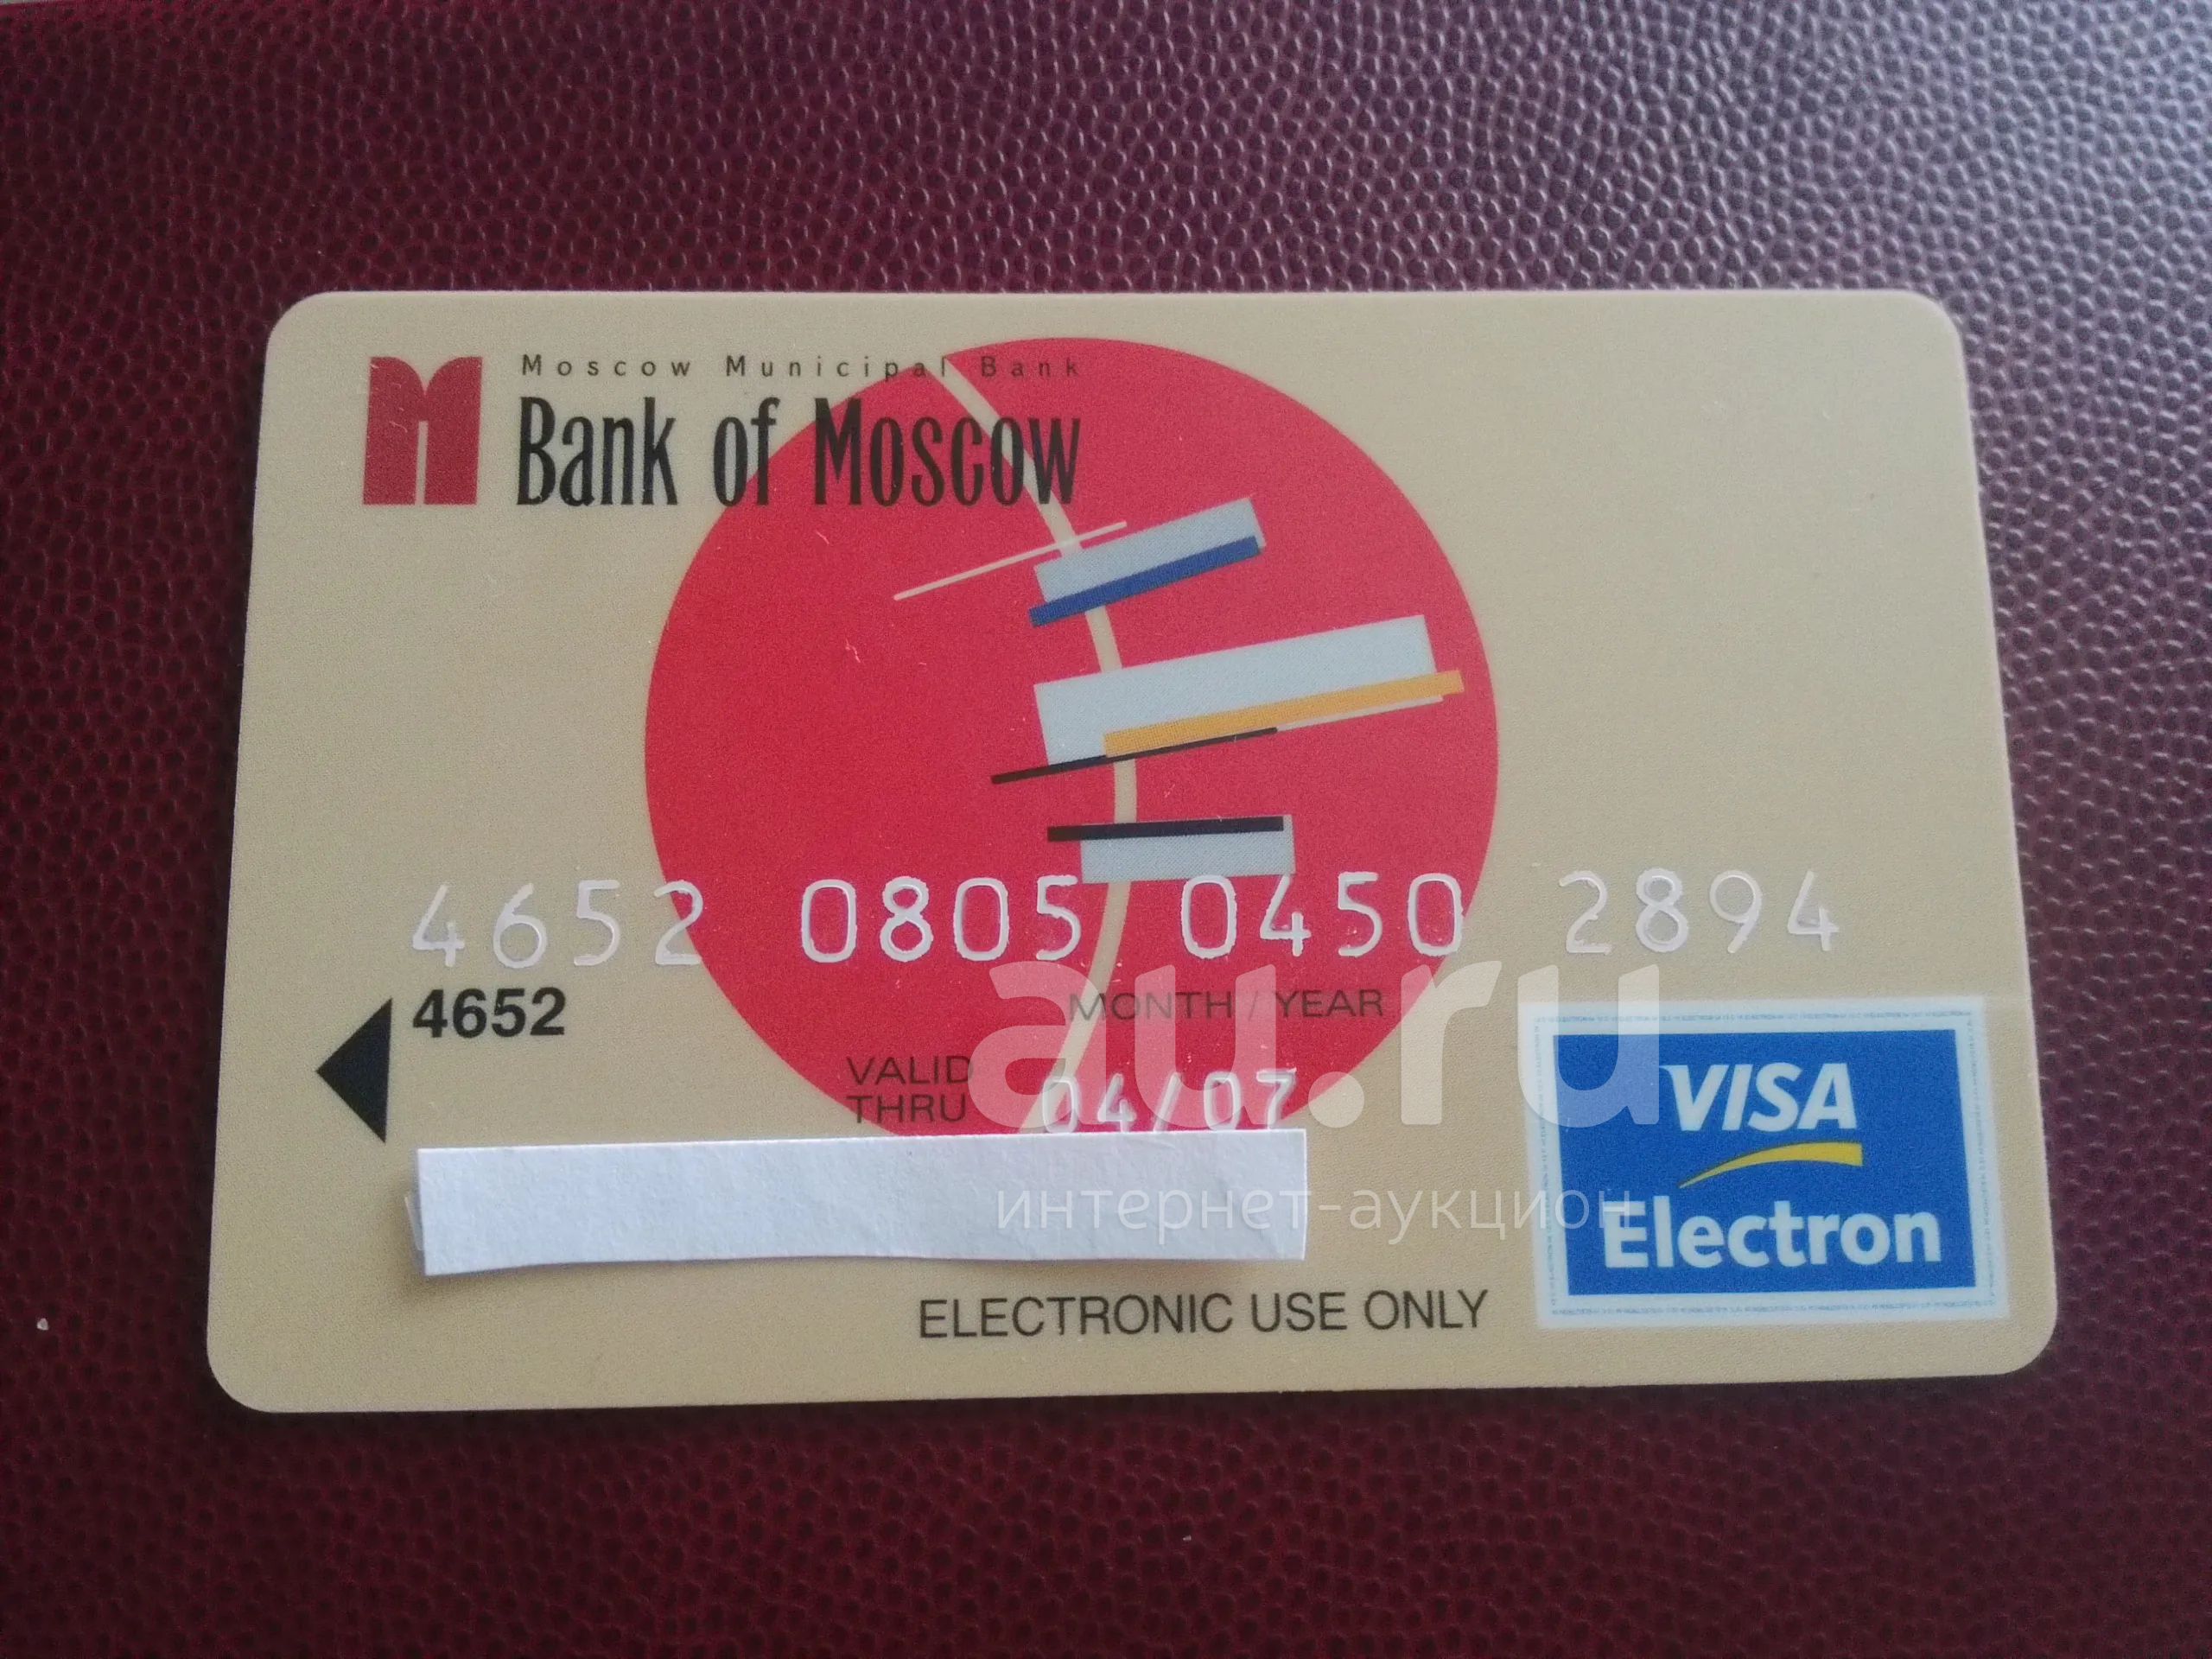 Moscow Municipal Bank
Bank of Moscow
4652 0805 0450 2894
4652
MONTH / YEAR
VALID
THRU
04/07
au.ru
интернет-аукцион
VISA
Electron
ELECTRONIC USE ONLY